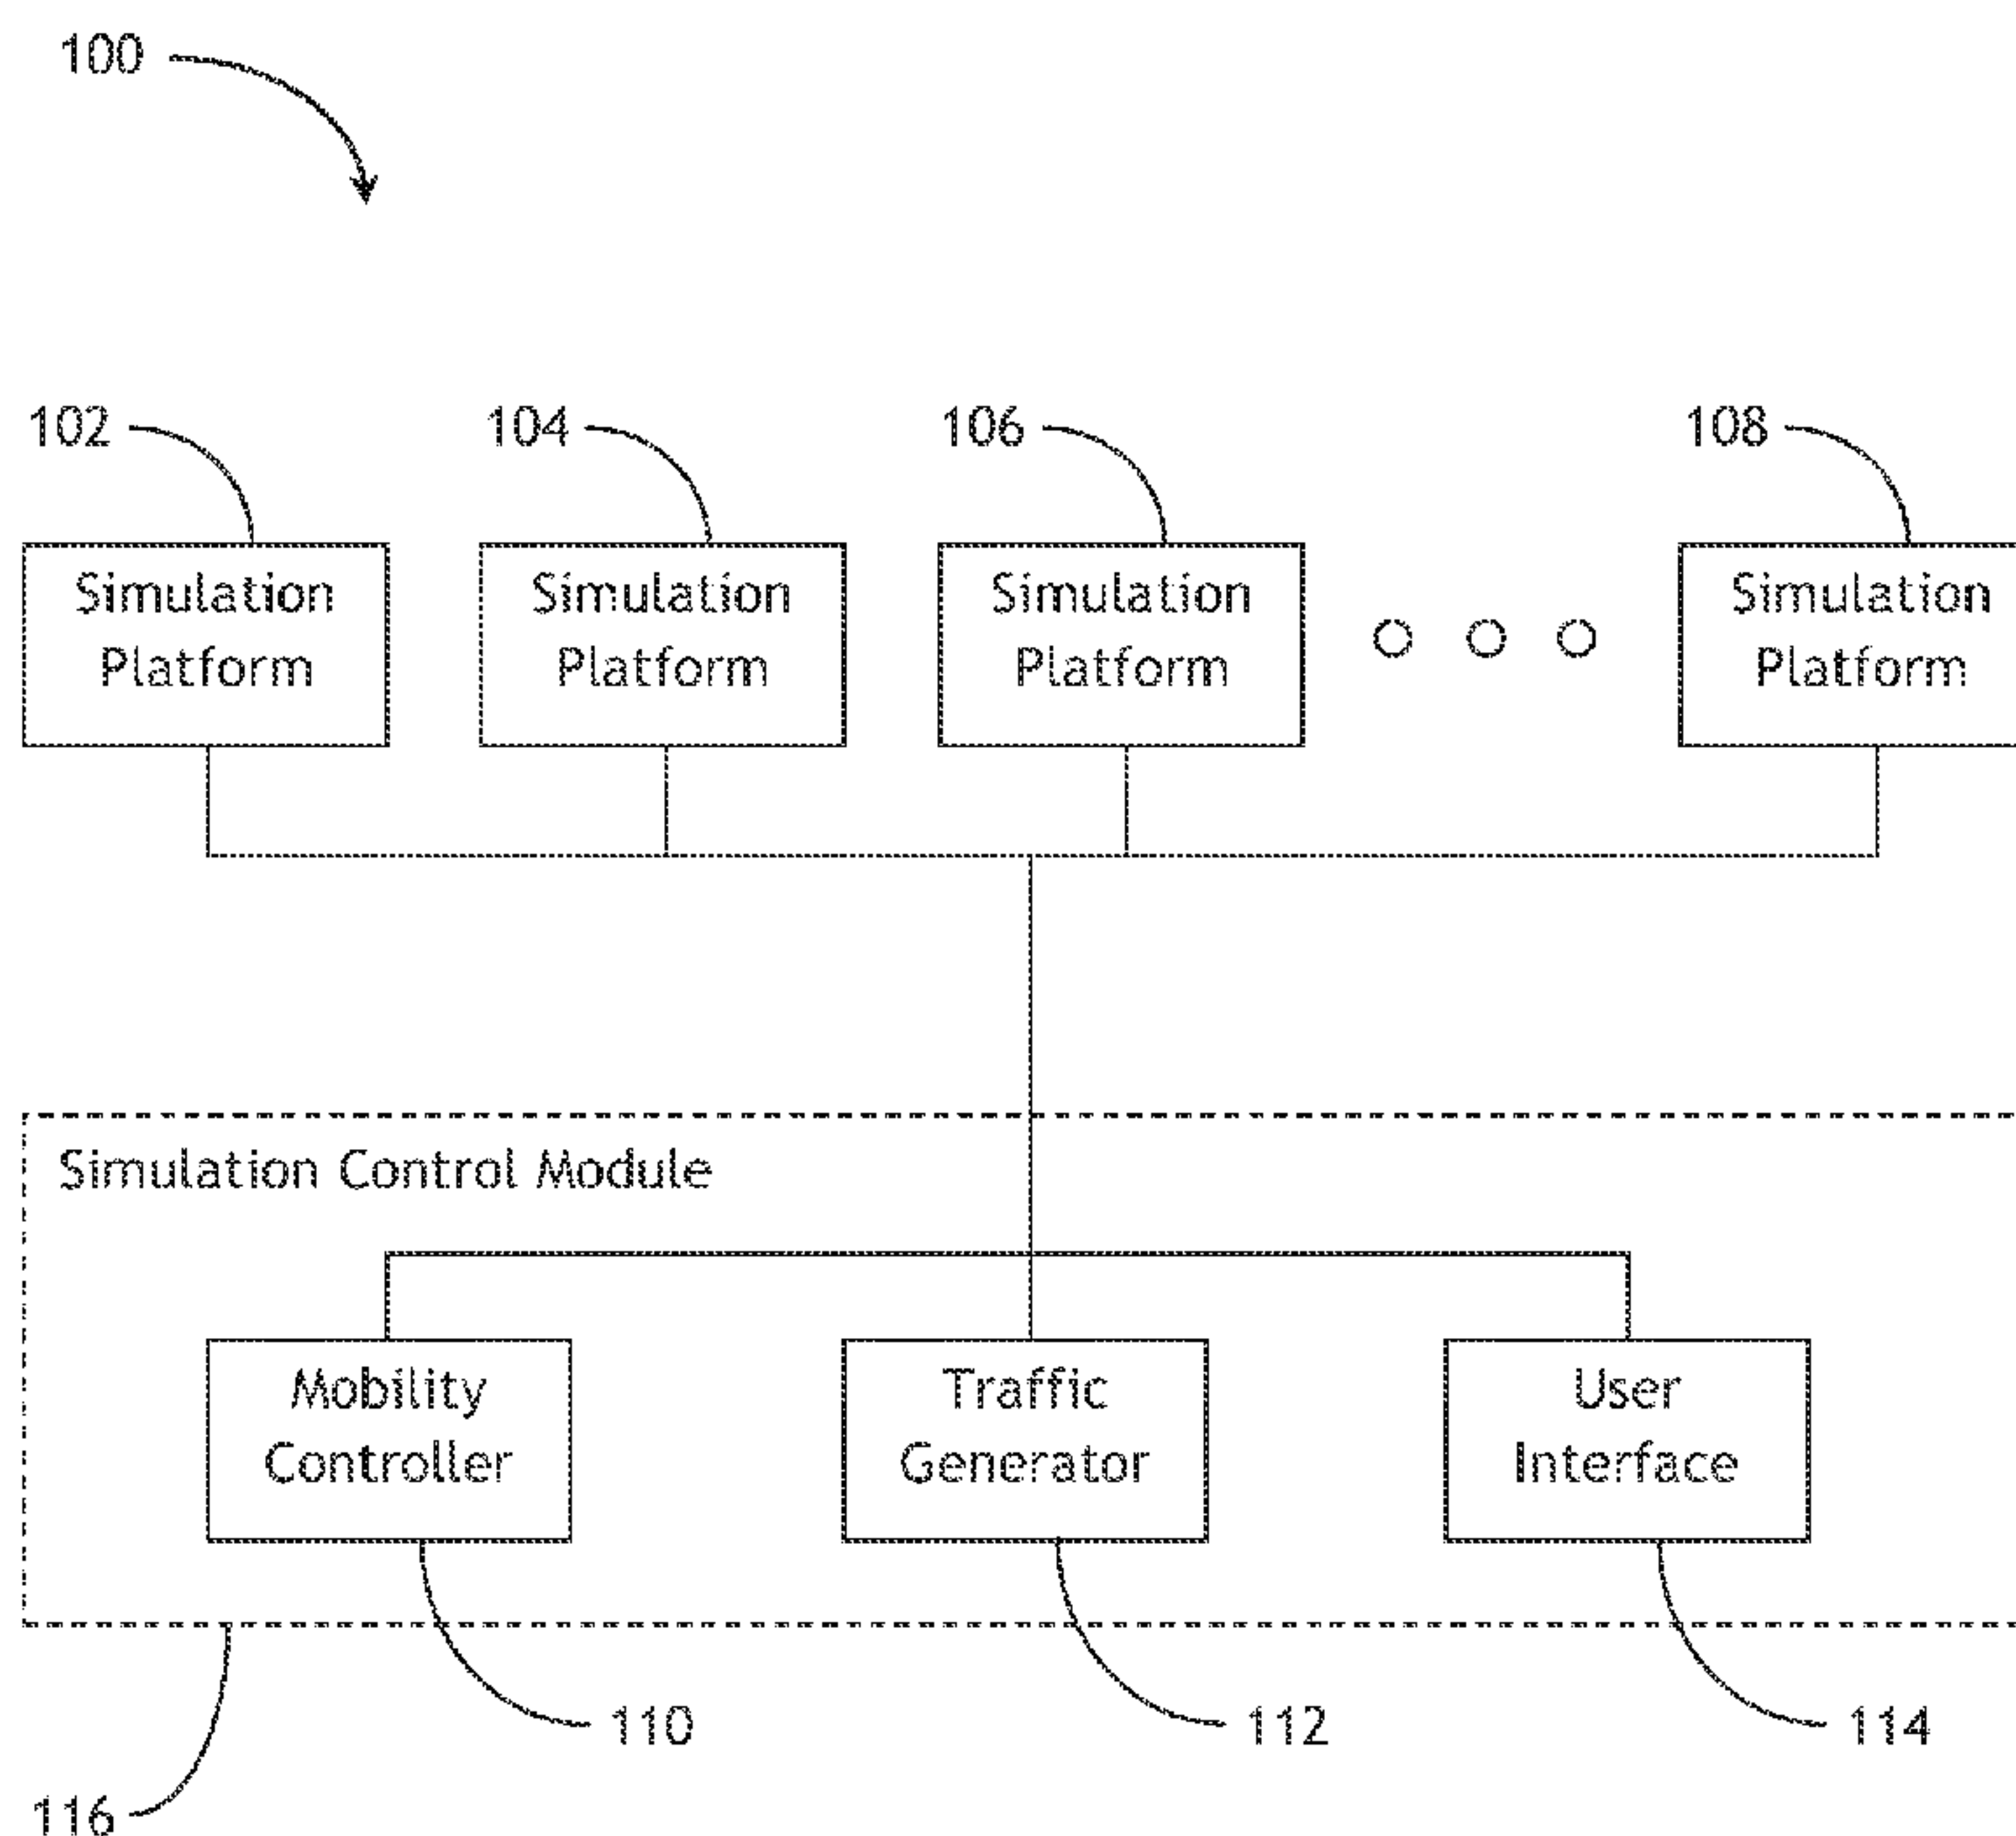 100
102
104
106
108
Simulation
Platform
Simulation
Platform
Simulation
Platform
Simulation
Platform
Simulation Control Module
Mobility
Controller
Traffic
Generator
User
Interface
110
112
114
116